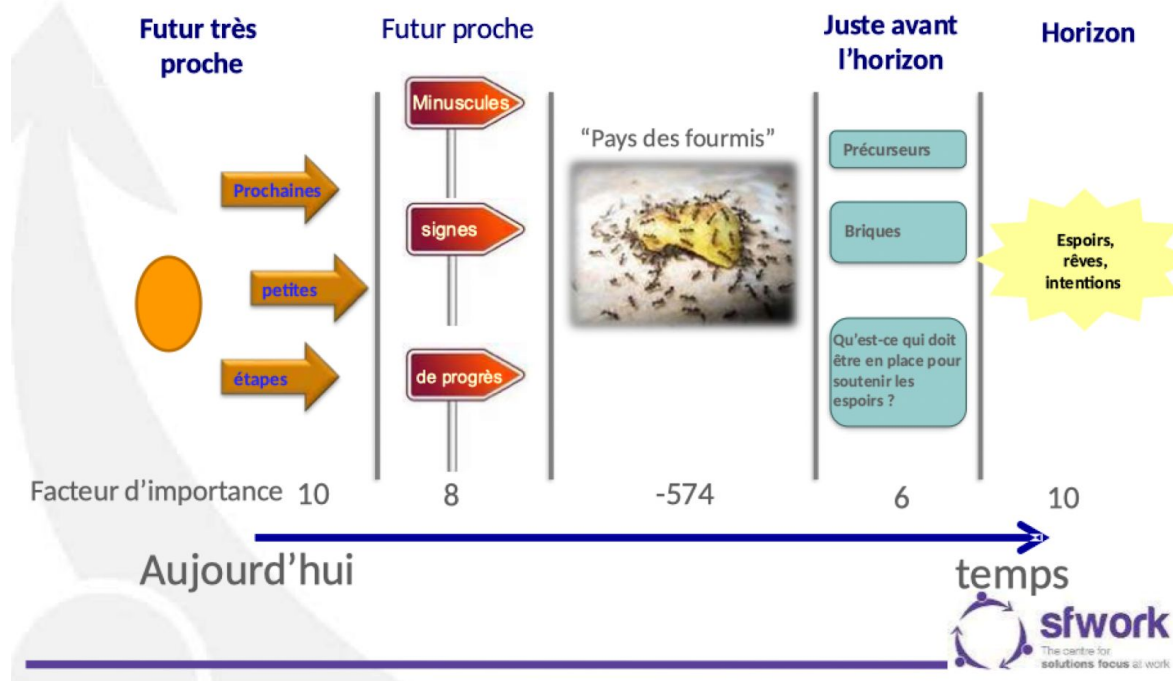 Futur très
proche
Futur proche
Juste avant
l'horizon
Horizon
Prochaines
petites
étapes
Minuscules
signes
de progrès
“Pays des fourmis”
Précurseurs
Briques
Qu'est-ce qui doit
être en place pour
soutenir les
espoirs ?
Espoirs,
rêves,
intentions
Facteur d'importance 10 8 -574 6 10
Aujourd'hui
temps
sfwork
The centre for
solutions focus at work